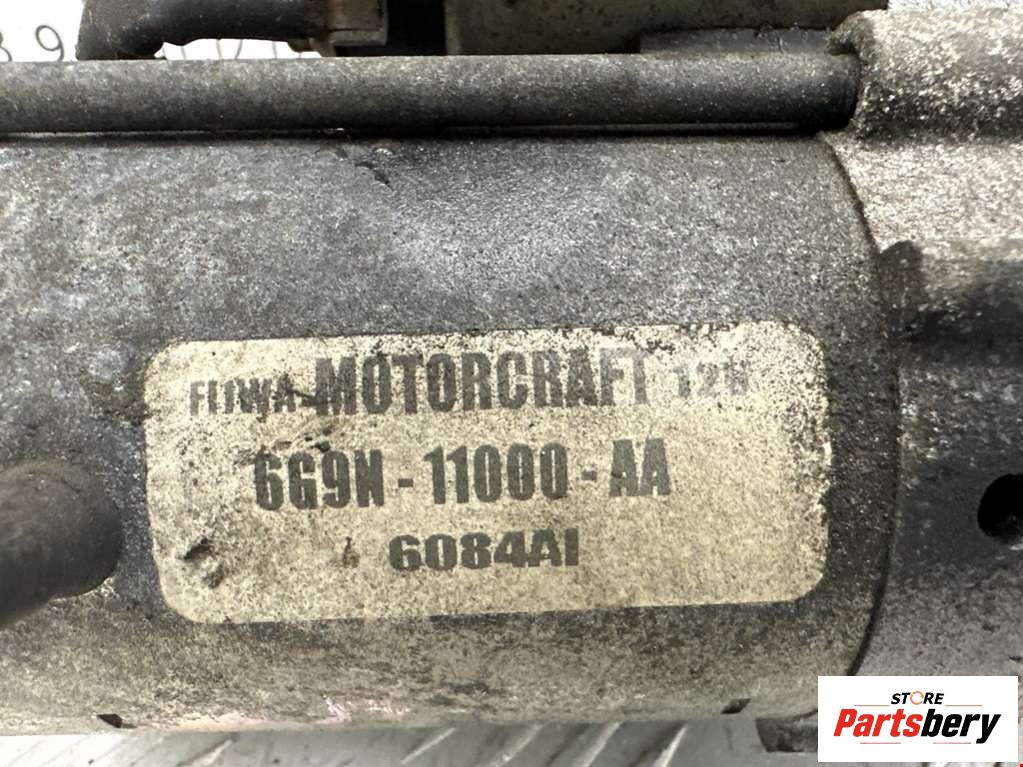 MOTORCRAFT 12V
6G9N - 11000 - AA
6084AI
STORE
Partsbery